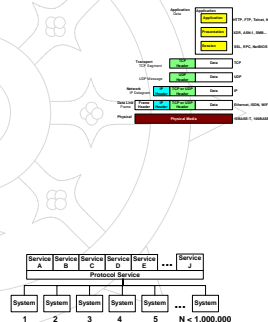 Application
Data
Application
Application
HTTP, FTP, Telnet, N
Presentation
XDR, ASN.1, SMB...
Session
SSL, RPC, NetBIOS
Transport
TCP Segment
TCP
Header
Data
TCP
UDP Message
UDP
Header
Data
UDP
Network
IP Datagram
IP
Header
TCP or UDP
Header
Data
IP
Data Link
Frame
Frame
Header
IP
Header
TCP or UDP
Header
Data
Ethernet, ISDN, WiF
Physical
Physical Media
Service A
Service B
Service C
Service D
Service E
...
Service J
Protocol Service
System
System
System
System
System
...
System
1
2
3
4
5
N < 1.000.000